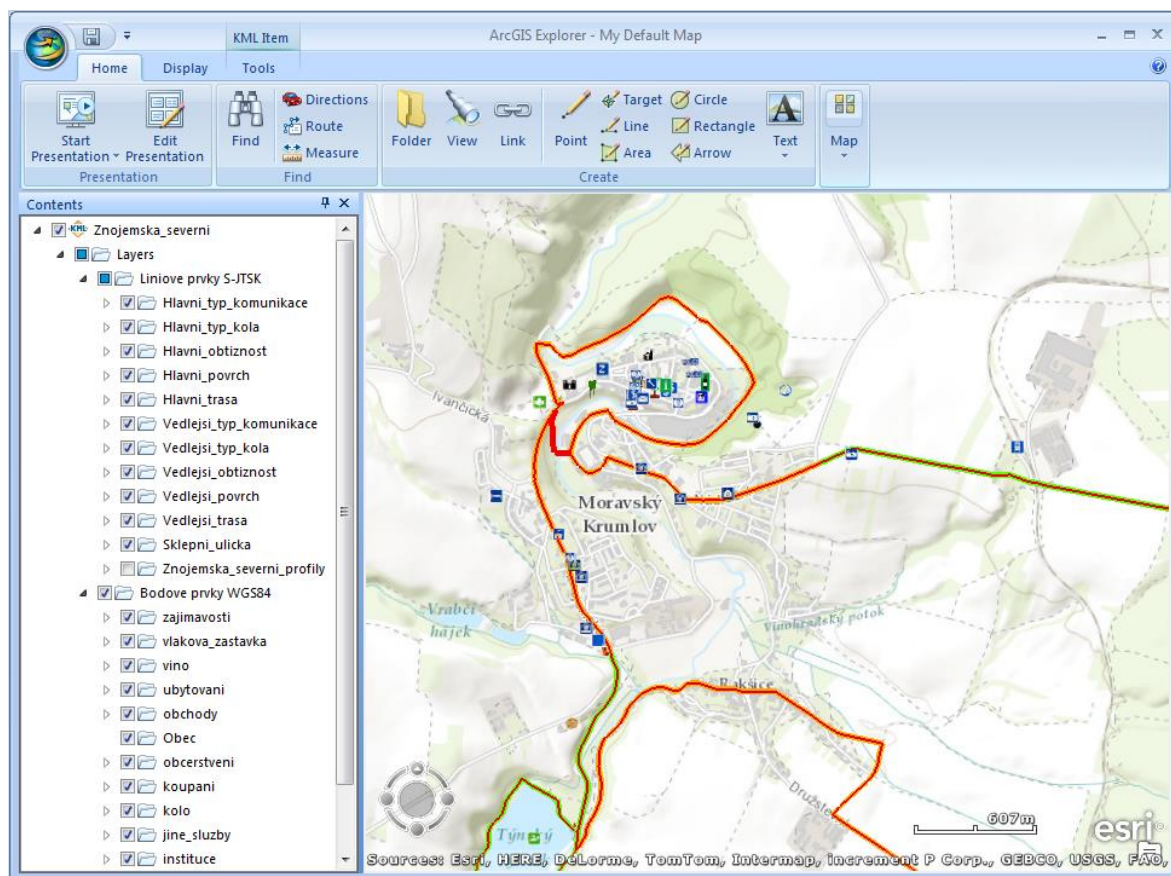 KML Item
ArcGIS Explorer - My Default Map
Home
Display
Tools
Start Presentation
Edit Presentation
Presentation
Find
Directions
Route
Measure
Find
Folder
View
Link
Point
Target
Line
Area
Circle
Rectangle
Arrow
Create
Text
Map
Contents
KML Znojemska_severni
Layers
Liniove prvky S-JTSK
Hlavni_typ_komunikace
Hlavni_typ_kola
Hlavni_obtiznost
Hlavni_povrch
Hlavni_trasa
Vedlejsi_typ_komunikace
Vedlejsi_typ_kola
Vedlejsi_obtiznost
Vedlejsi_povrch
Vedlejsi_trasa
Sklepni_ulicka
Znojemska_severni_profily
Bodove prvky WGS84
zajimavosti
vlakova_zastavka
vino
ubytovani
obchody
Obec
obcerstveni
koupani
kolo
jine_sluzby
instituce
Ivančická
Moravský
Krumlov
Vrabčí
hájek
Vinohradský potok
Rakšice
Družste
Týnský
607m
esri
Sources: Esri, HERE, DeLorme, TomTom, Intermap, increment P Corp., GEBCO, USGS, FAO,